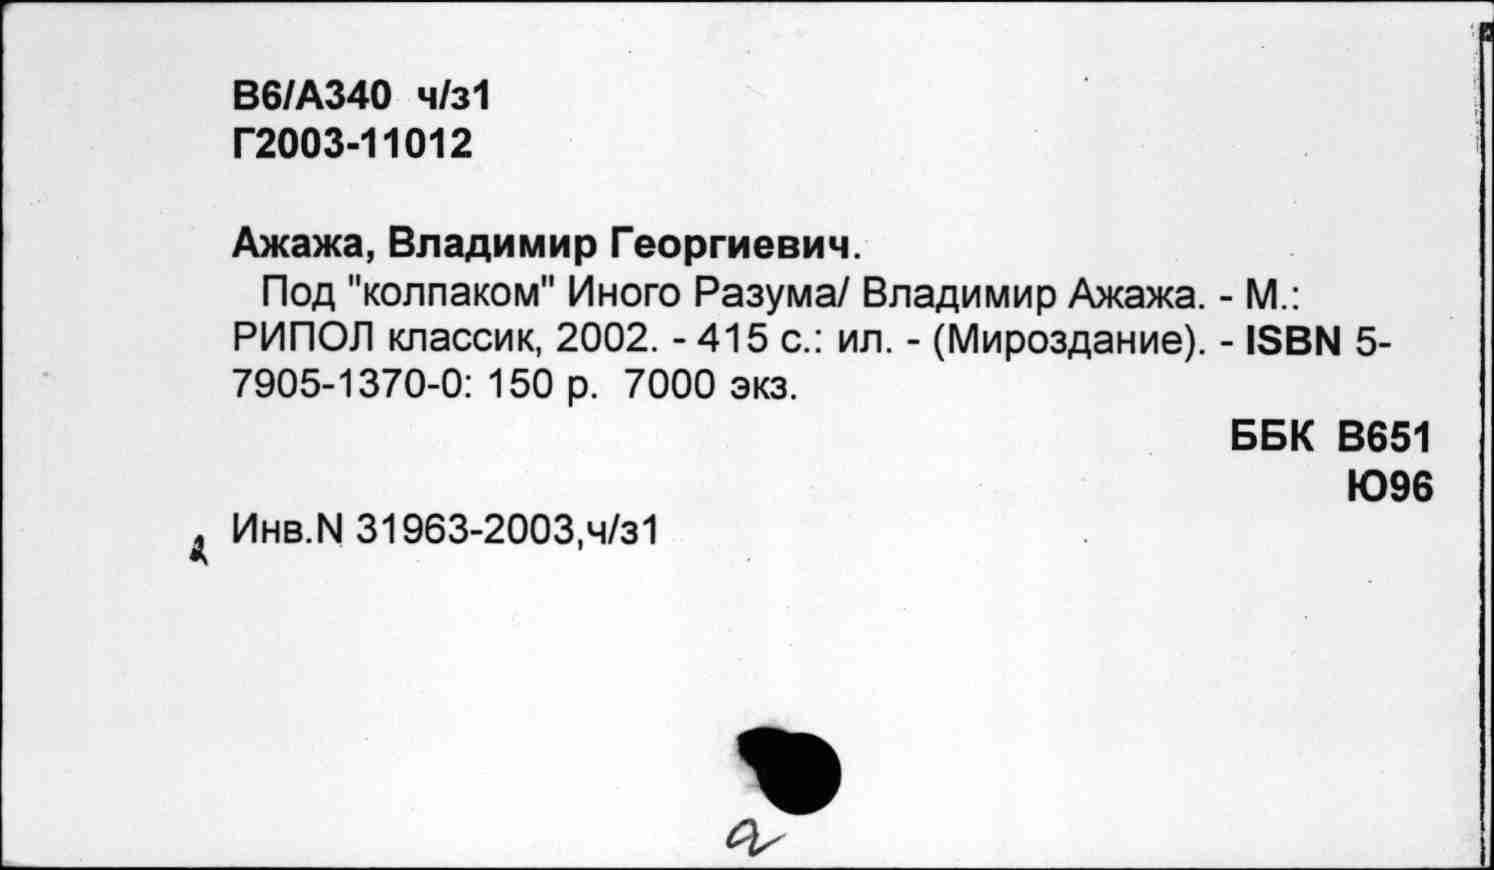 В6/А340 ч/з1
Г2003-11012
Ажажа, Владимир Георгиевич.
Под "колпаком" Иного Разума/ Владимир Ажажа. - М.:
РИПОЛ классик, 2002. - 415 с.: ил. - (Мироздание). - ISBN 5-
7905-1370-0: 150 р. 7000 экз.
ББК В651
Ю96
Инв.N 31963-2003,ч/з1